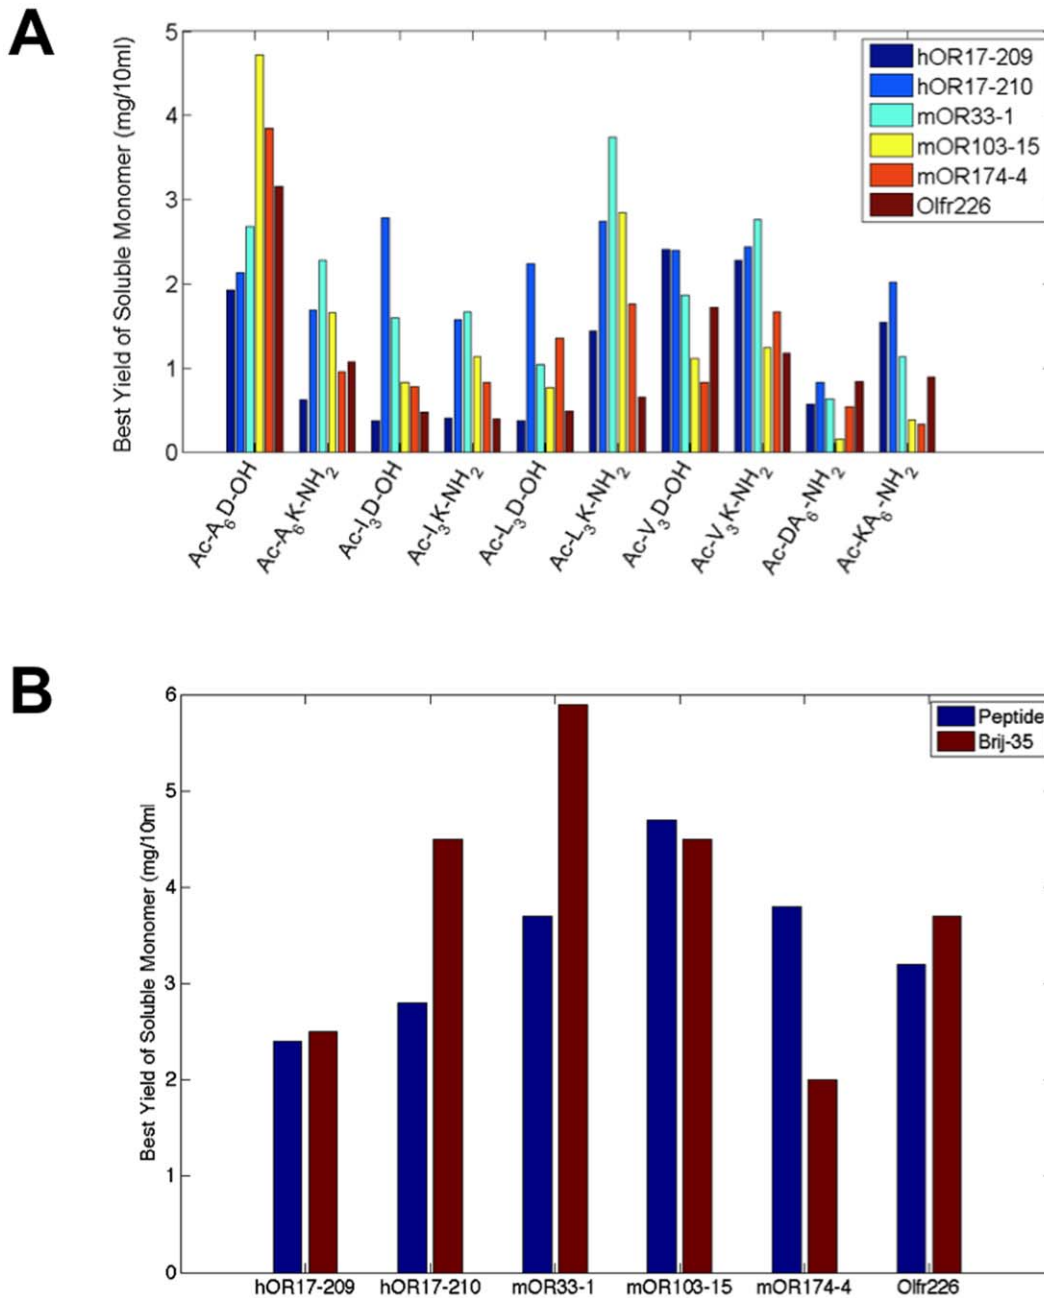 A
Best Yield of Soluble Monomer (mg/10ml)
5
4
3
2
1
0
hOR17-209
hOR17-210
mOR33-1
mOR103-15
mOR174-4
Olfr226
Ac-A6D-OH
Ac-A6K-NH2
Ac-I3D-OH
Ac-I3K-NH2
Ac-L3D-OH
Ac-L3K-NH2
Ac-V3D-OH
Ac-V3K-NH2
Ac-DA6-NH2
Ac-KA6-NH2
B
Best Yield of Soluble Monomer (mg/10ml
6
5
4
3
2
1
0
Peptide
Brij-35
hOR17-209
hOR17-210
mOR33-1
mOR103-15
mOR174-4
Olfr226